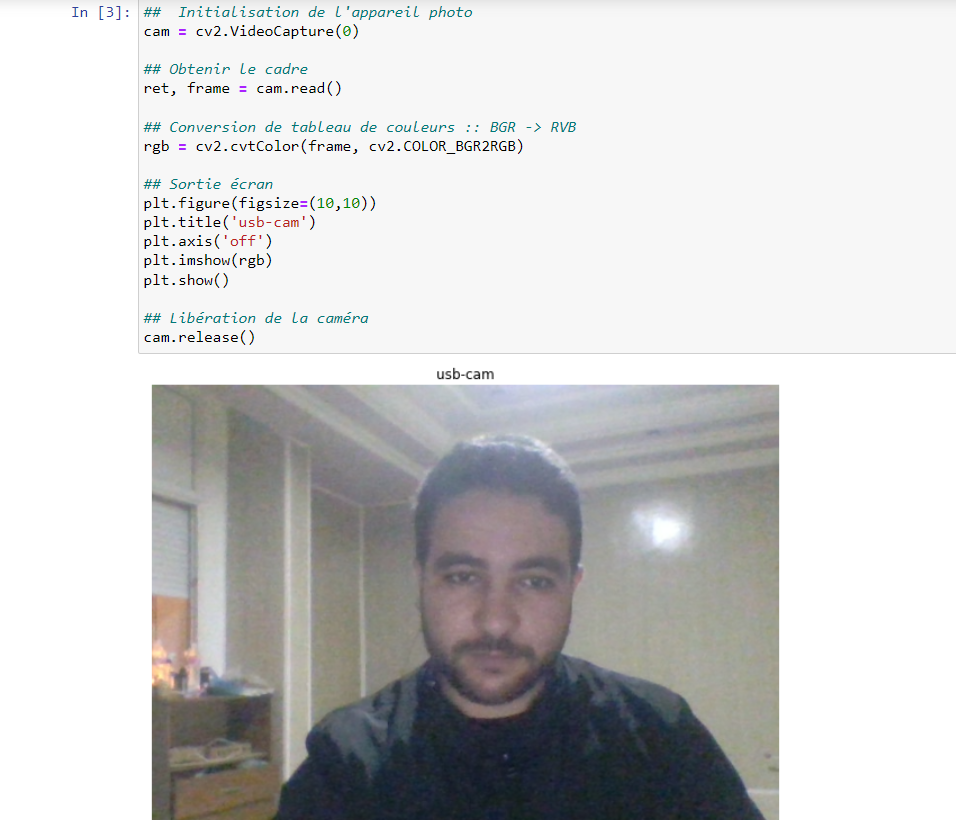 In [3]: ##  Initialisation de l'appareil photo
cam = cv2.VideoCapture(0)
## Obtenir le cadre
ret, frame = cam.read()
## Conversion de tableau de couleurs :: BGR -> RVB
rgb = cv2.cvtColor(frame, cv2.COLOR_BGR2RGB)
## Sortie écran
plt.figure(figsize=(10,10))
plt.title('usb-cam')
plt.axis('off')
plt.imshow(rgb)
plt.show()
## Libération de la caméra
cam.release()
usb-cam